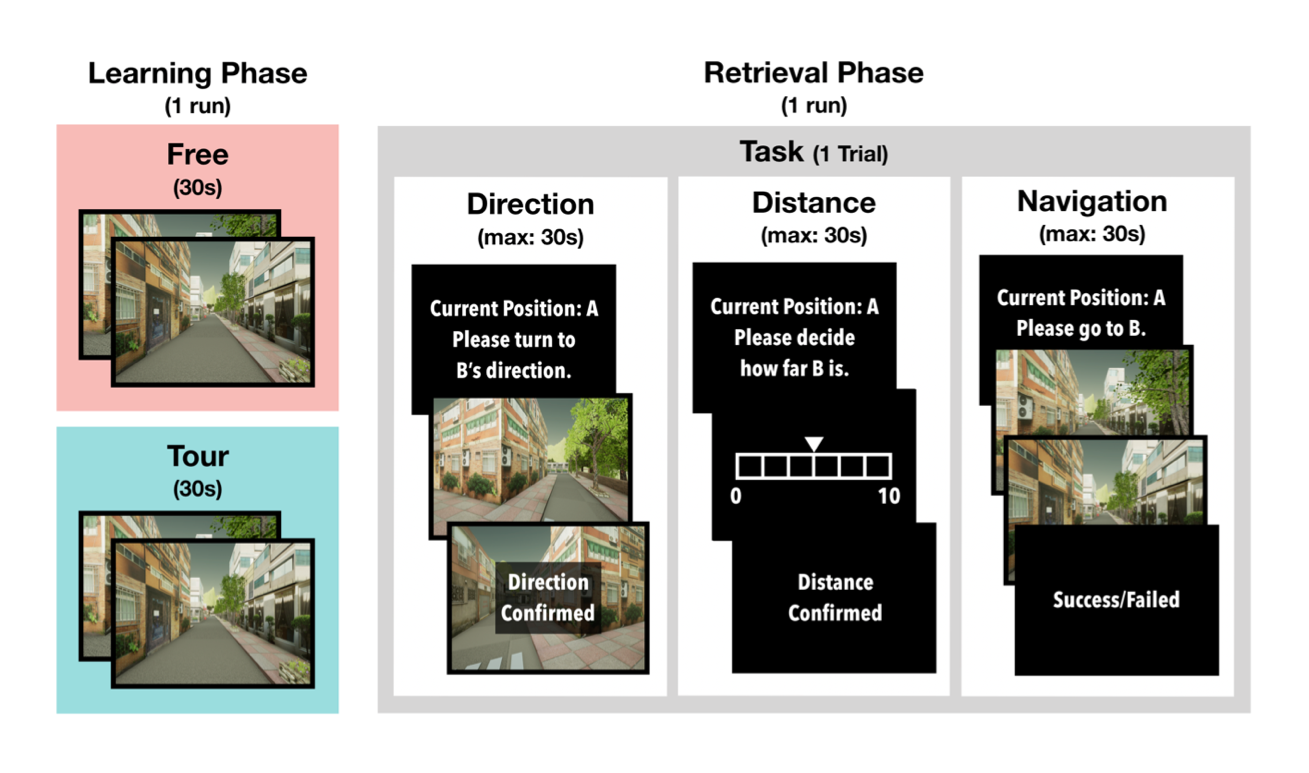 Learning Phase
(1 run)
Free
(30s)
Tour
(30s)
Retrieval Phase
(1 run)
Task (1 Trial)
Direction
(max: 30s)
Current Position: A
Please turn to
B's direction.
Direction
Confirmed
Distance
(max: 30s)
Current Position: A
Please decide
how far B is.
0 10
Distance
Confirmed
Navigation
(max: 30s)
Current Position: A
Please go to B.
Success/Failed